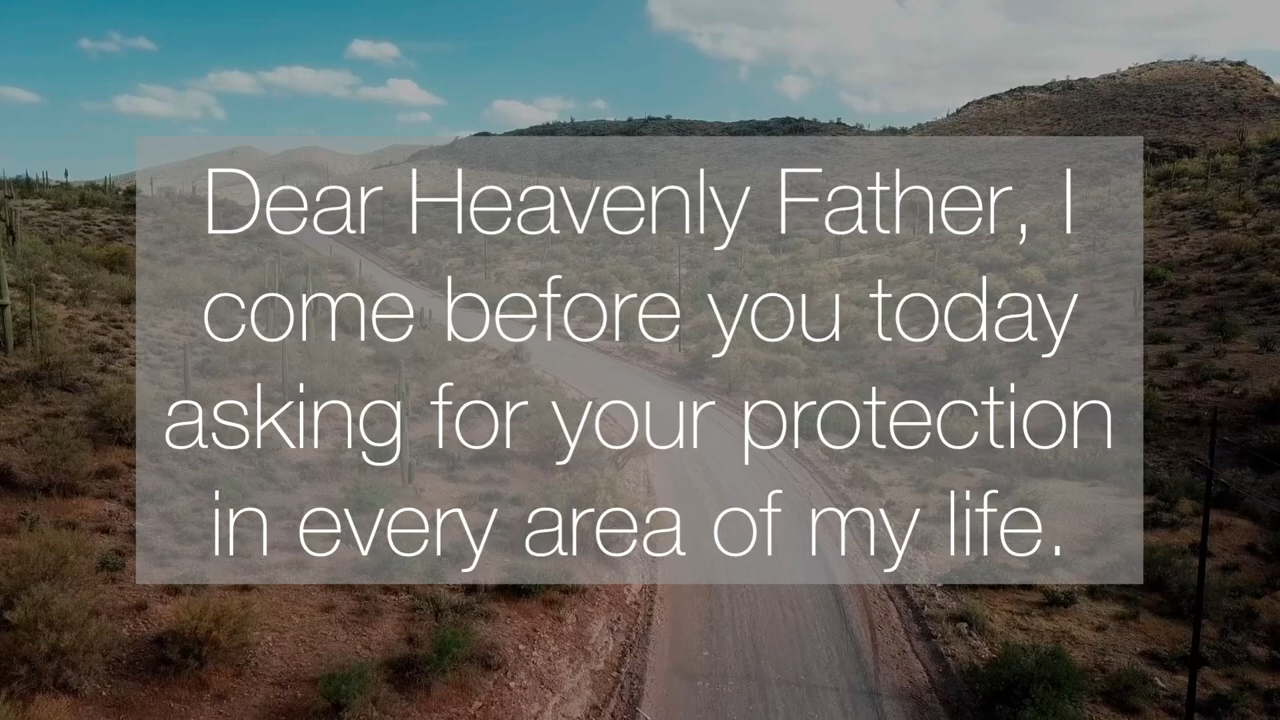 Dear Heavenly Father, I
come before you today
asking for your protection
in every area of my life.